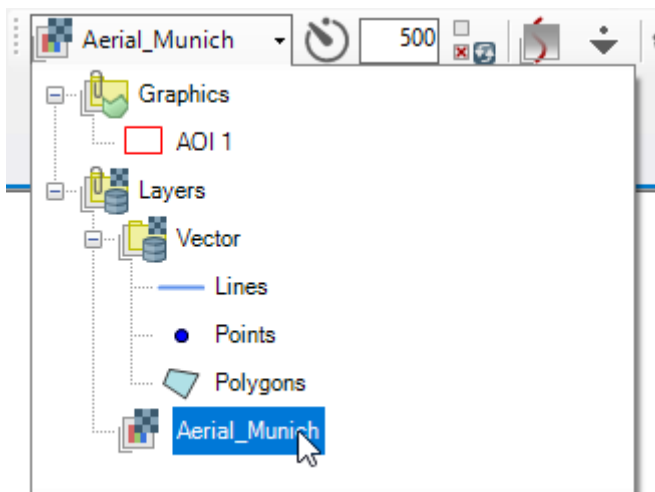 Aerial_Munich 500
Graphics
AOI 1
Layers
Vector
Lines
Points
Polygons
Aerial_Munich